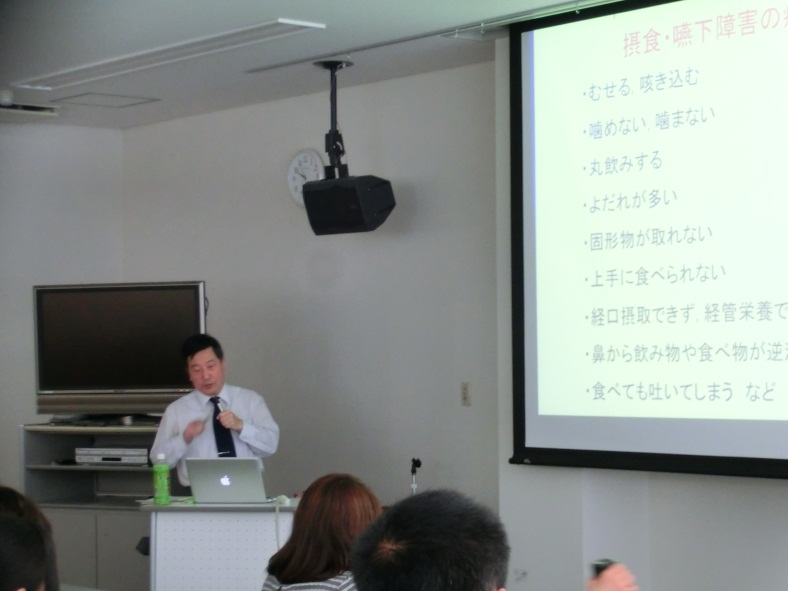 摂食・嚥下障害の
・むせる, 咳き込む
・噛めない, 噛まない
・丸飲みする
・よだれが多い
・固形物が取れない
・上手に食べられない
・経口摂取できず, 経管栄養で
・鼻から飲み物や食べ物が逆流
・食べても吐いてしまう など